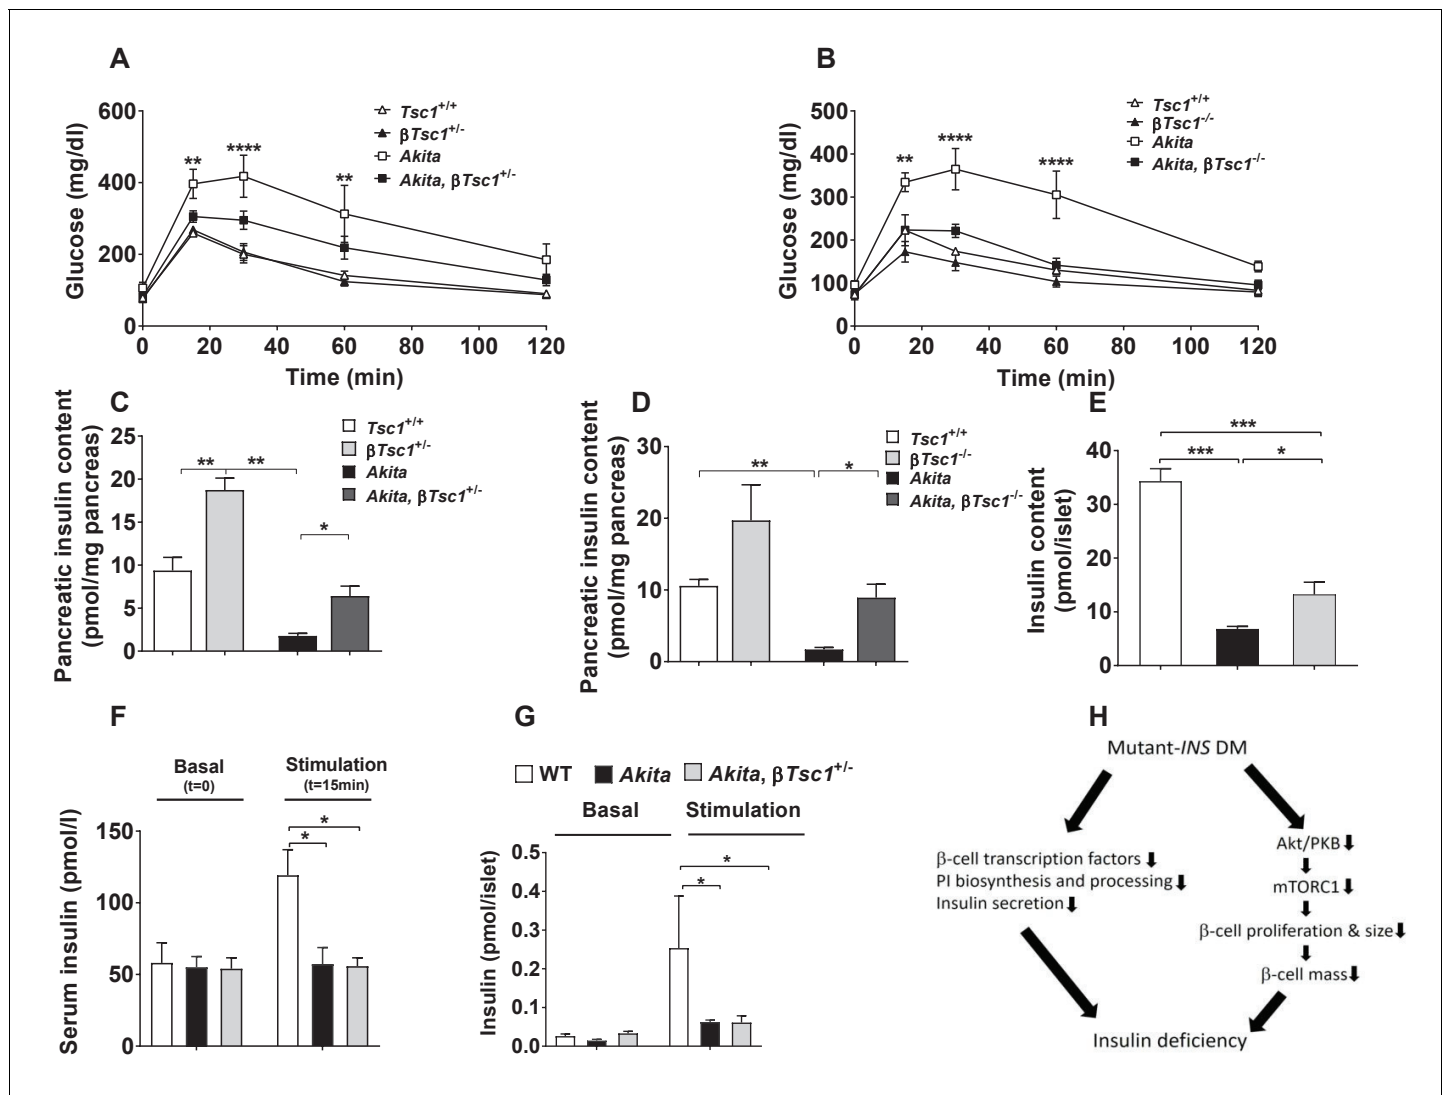 A
Glucose (mg/dl)
600
400
200
0
** **** **
Tsc1+/+
βTsc1+/-
Akita
Akita, βTsc1+/-
0 20 40 60 80 100 120
Time (min)
B
Glucose (mg/dl)
500
400
300
200
100
0
** **** ****
Tsc1+/+
βTsc1-/-
Akita
Akita, βTsc1-/-
0 20 40 60 80 100 120
Time (min)
C
Pancreatic insulin content
(pmol/mg pancreas)
25
20
15
10
5
0
** ** *
Tsc1+/+
βTsc1+/-
Akita
Akita, βTsc1+/-
D
Pancreatic insulin content
(pmol/mg pancreas)
30
20
10
0
** *
Tsc1+/+
βTsc1-/-
Akita
Akita, βTsc1-/-
E
Insulin content
(pmol/islet)
40
30
20
10
0
***
*** *
F
Basal
(t=0)
Stimulation
(t=15min)
Serum insulin (pmol/l)
150
100
50
0
*
*
G
WT Akita Akita, βTsc1+/-
Basal Stimulation
Insulin (pmol/islet)
0.5
0.4
0.3
0.2
0.1
0.0
*
*
H
Mutant-INS DM
β-cell transcription factors ⬇
PI biosynthesis and processing ⬇
Insulin secretion ⬇
Akt/PKB ⬇
mTORC1 ⬇
β-cell proliferation & size ⬇
β-cell mass ⬇
Insulin deficiency